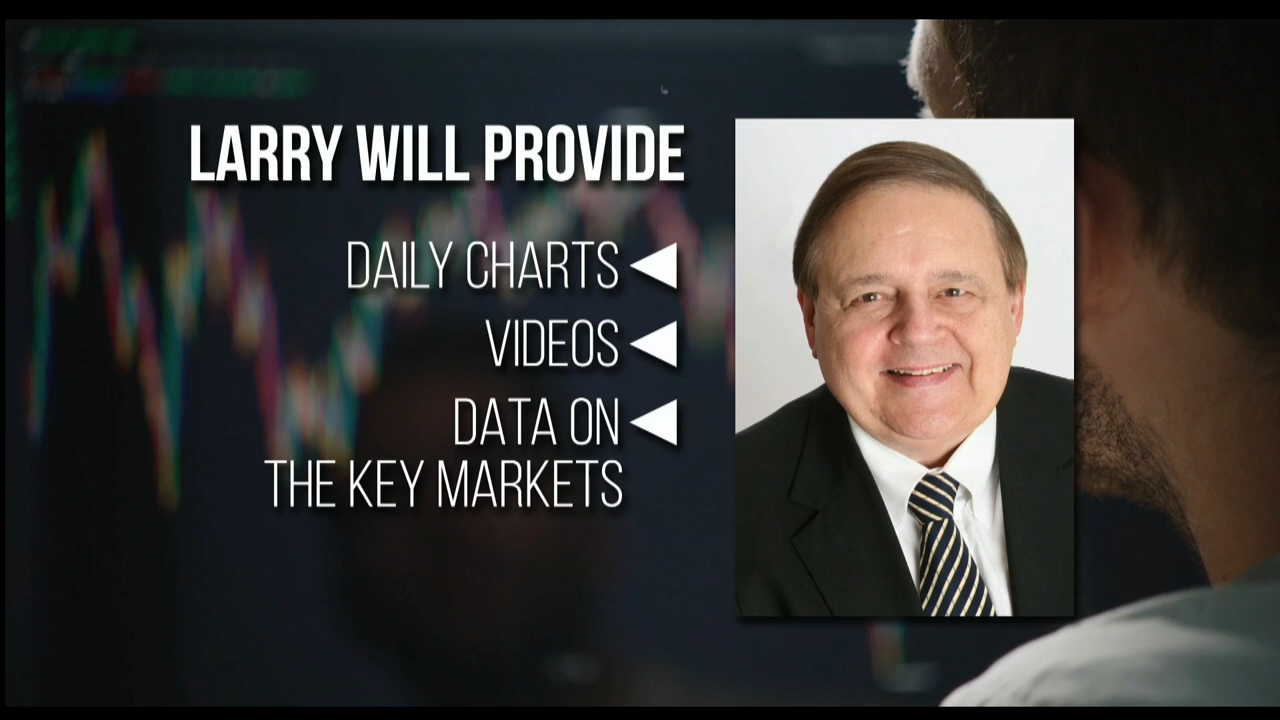 LARRY WILL PROVIDE
DAILY CHARTS
VIDEOS
DATA ON
THE KEY MARKETS